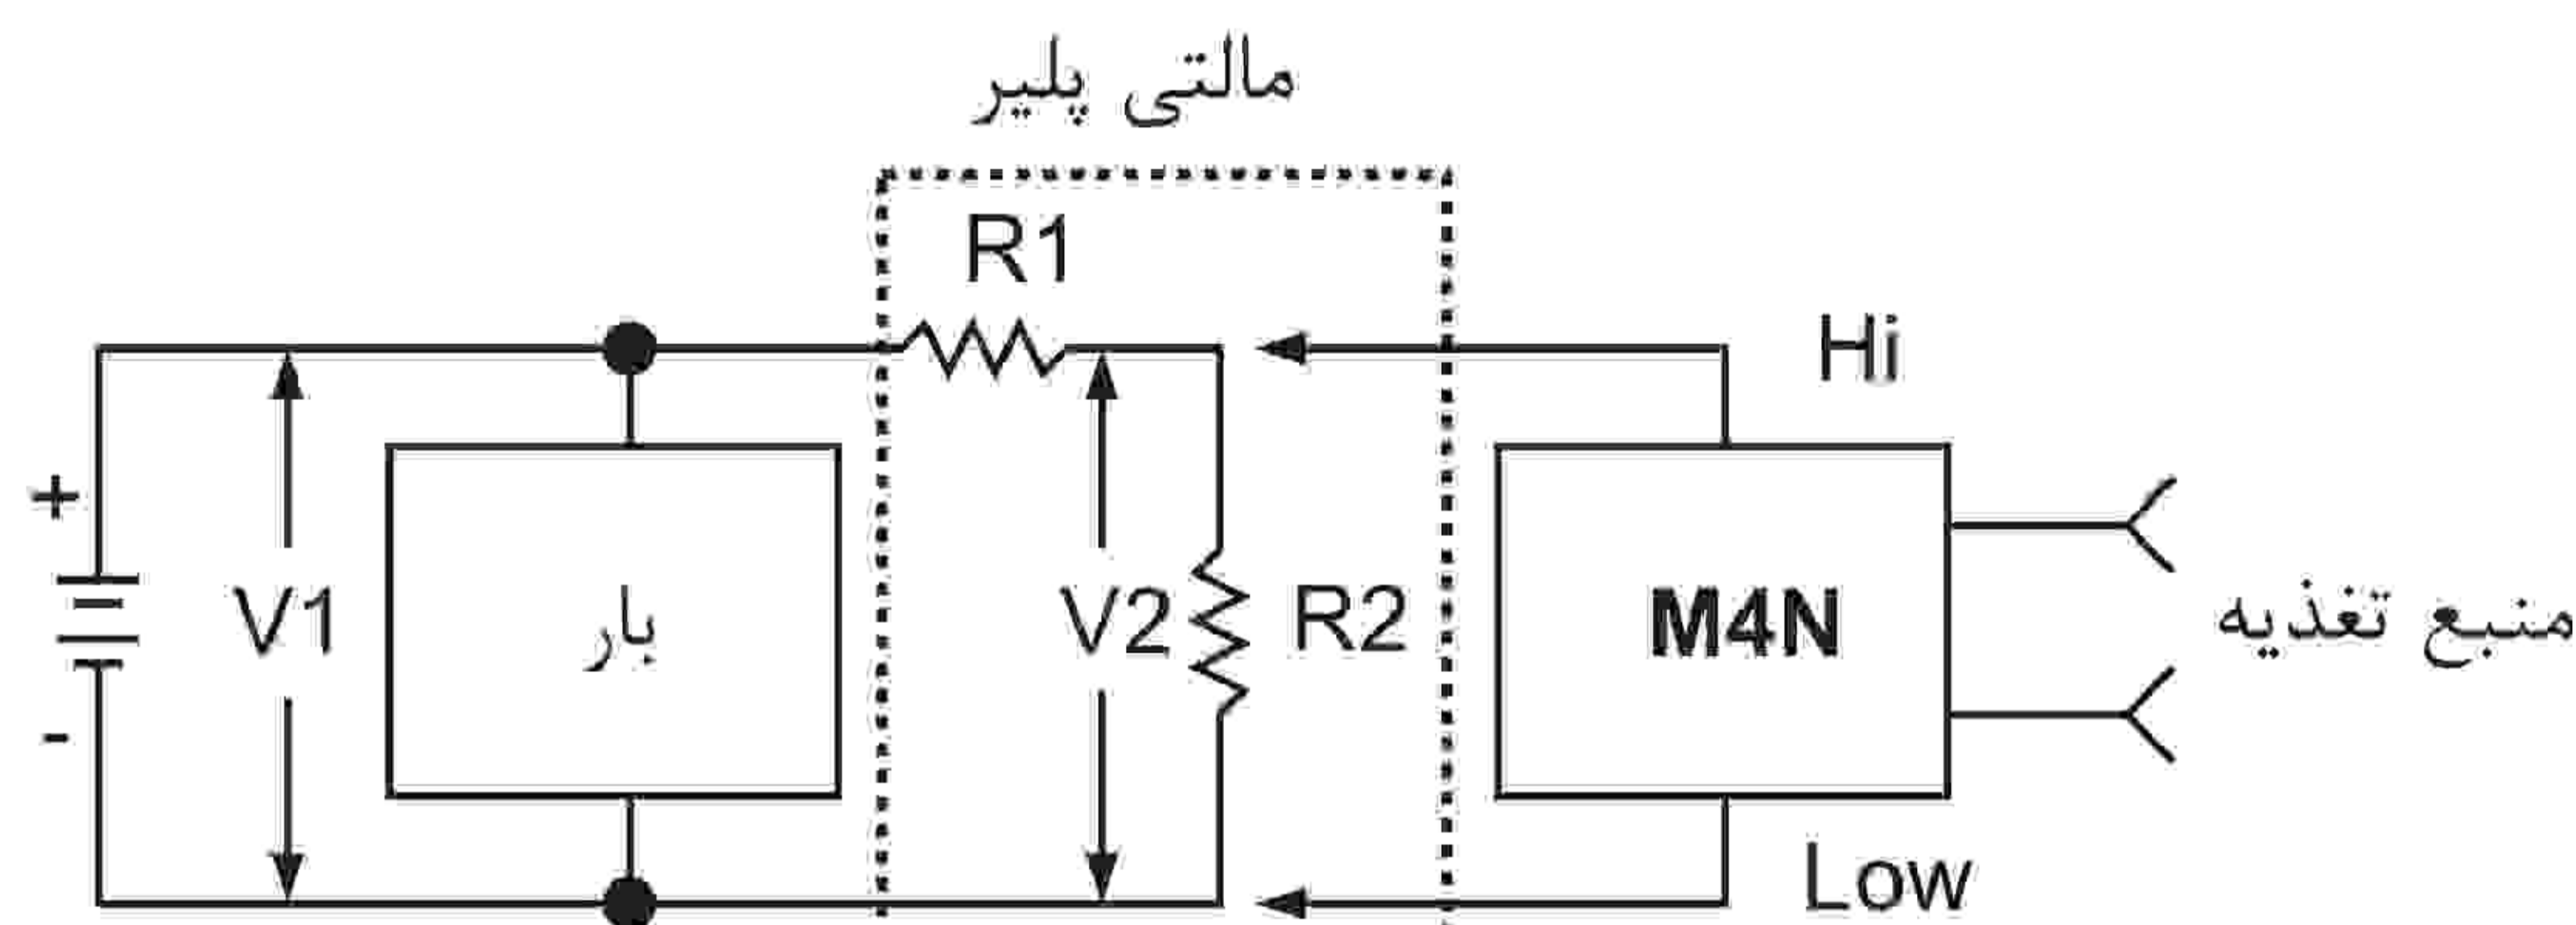 مالتی پلیر
R1
Hi
+
V1
بار
V2
R2
M4N
منبع تغذیه
-
Low